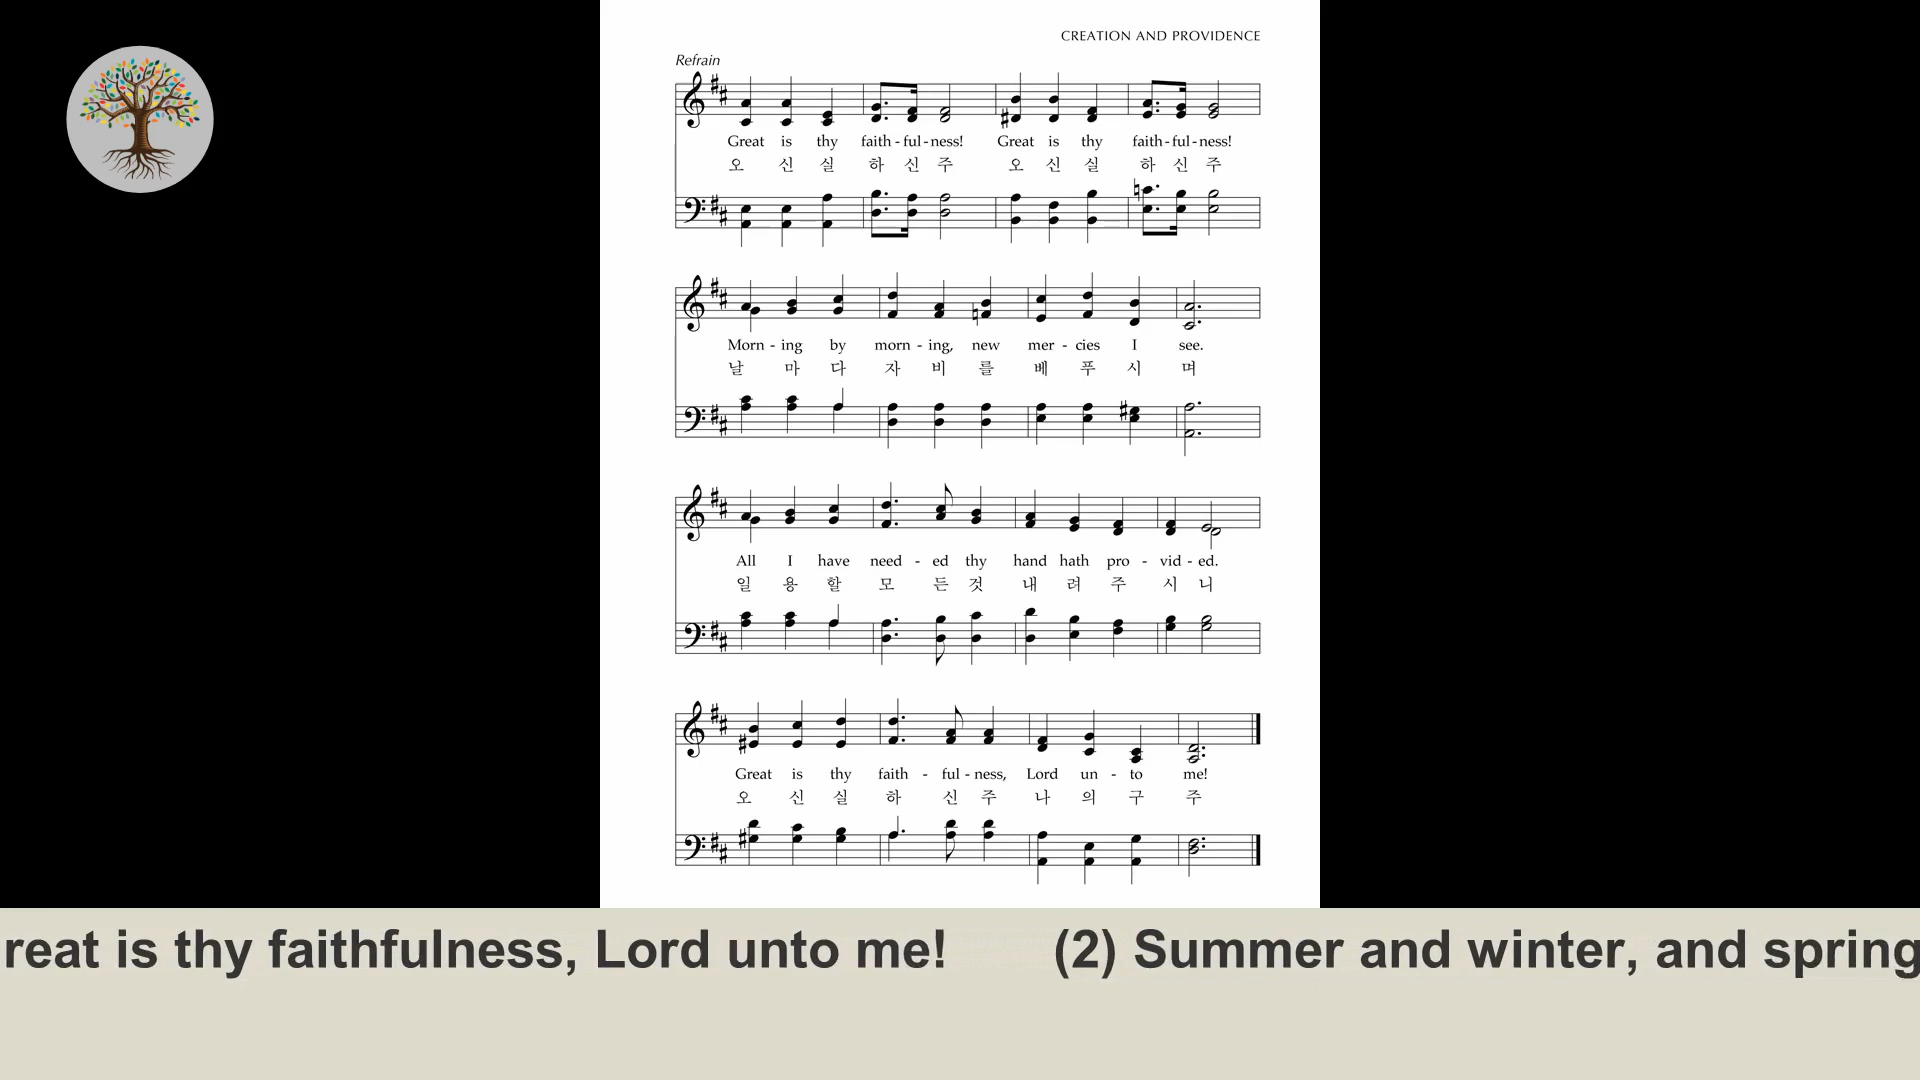 CREATION AND PROVIDENCE
Refrain
Great is thy faith - ful - ness! Great is thy faith - ful - ness!
오 신 실 하 신 주 오 신 실 하 신 주
Morn - ing by morn - ing, new mer - cies I see.
날 마 다 자 비 를 베 푸 시 며
All I have need - ed thy hand hath pro - vid - ed.
일 용 할 모 든 것 내 려 주 시 니
Great is thy faith - ful - ness, Lord un - to me!
오 신 실 하 신 주 나 의 구 주
reat is thy faithfulness, Lord unto me! (2) Summer and winter, and spring